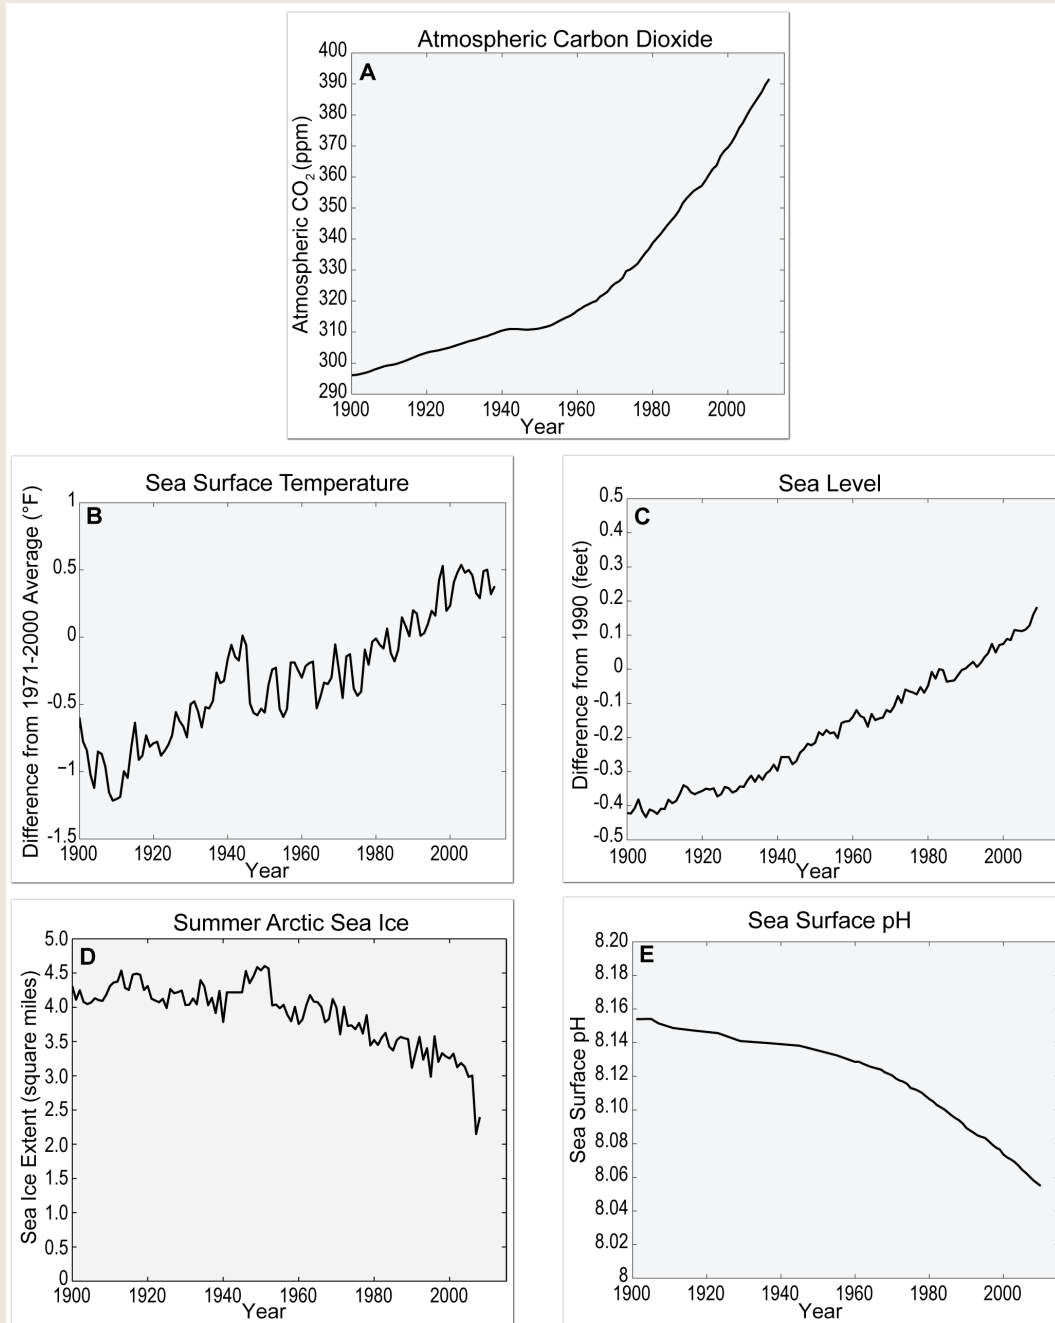 Atmospheric Carbon Dioxide
A
Atmospheric CO2 (ppm)
400
390
380
370
360
350
340
330
320
310
300
290
1900 1920 1940 1960 1980 2000
Year
Sea Surface Temperature
B
Difference from 1971-2000 Average (°F)
1
0.5
0
-0.5
−1
-1.5
1900 1920 1940 1960 1980 2000
Year
Sea Level
C
Difference from 1990 (feet)
0.5
0.4
0.3
0.2
0.1
0
-0.1
-0.2
-0.3
-0.4
-0.5
1900 1920 1940 1960 1980 2000
Year
Summer Arctic Sea Ice
D
Sea Ice Extent (square miles)
5.0
4.5
4.0
3.5
3.0
2.5
2.0
1.5
1.0
0.5
0
1900 1920 1940 1960 1980 2000
Year
Sea Surface pH
E
Sea Surface pH
8.20
8.18
8.16
8.14
8.12
8.10
8.08
8.06
8.04
8.02
8
1900 1920 1940 1960 1980 2000
Year